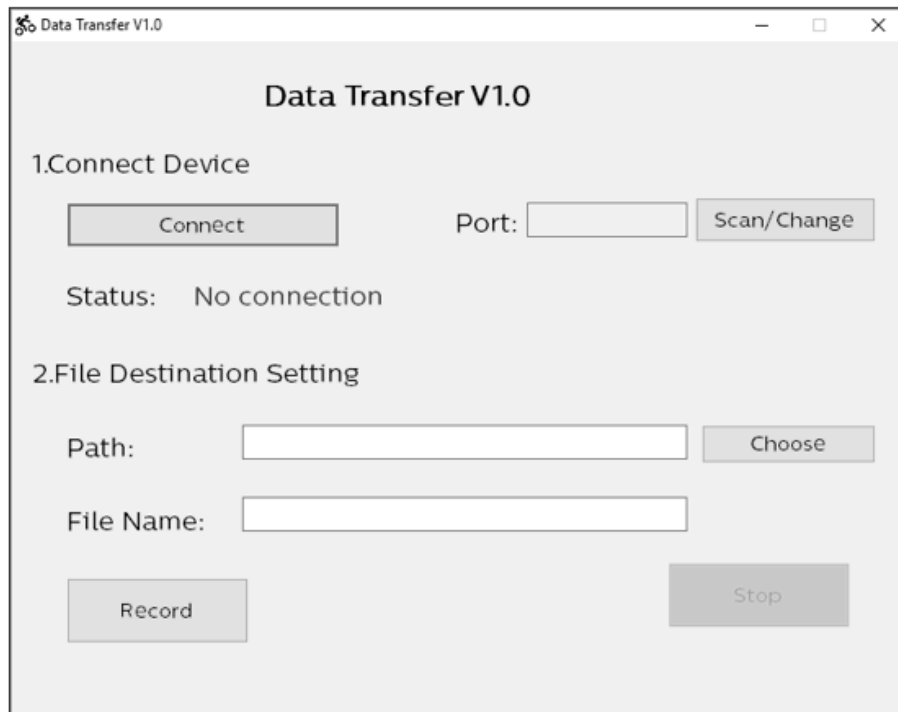 Data Transfer V1.0
Data Transfer V1.0
1.Connect Device
Connect Port: Scan/Change
Status: No connection
2.File Destination Setting
Path: Choose
File Name:
Record Stop